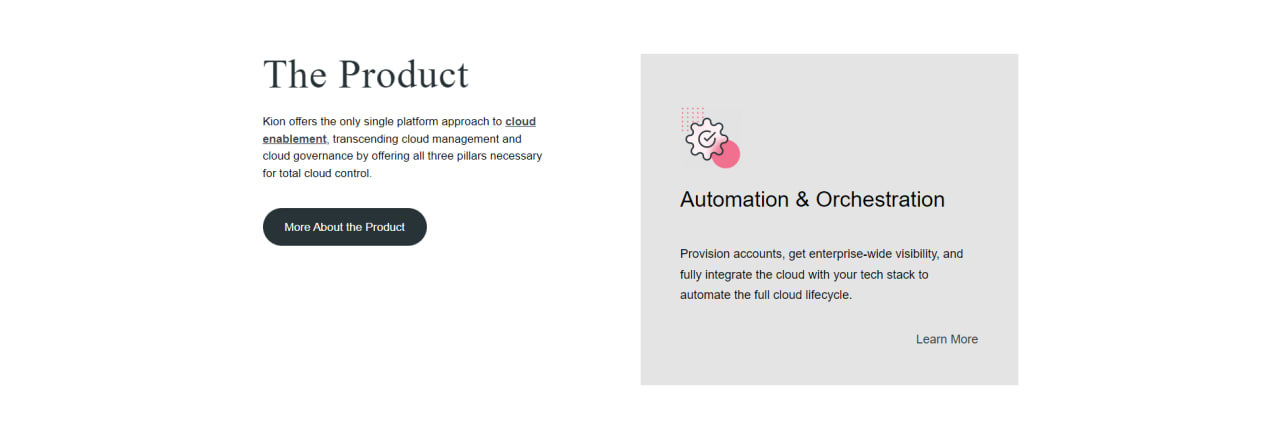 The Product
Kion offers the only single platform approach to cloud
enablement, transcending cloud management and
cloud governance by offering all three pillars necessary
for total cloud control.
More About the Product
Automation & Orchestration
Provision accounts, get enterprise-wide visibility, and
fully integrate the cloud with your tech stack to
automate the full cloud lifecycle.
Learn More